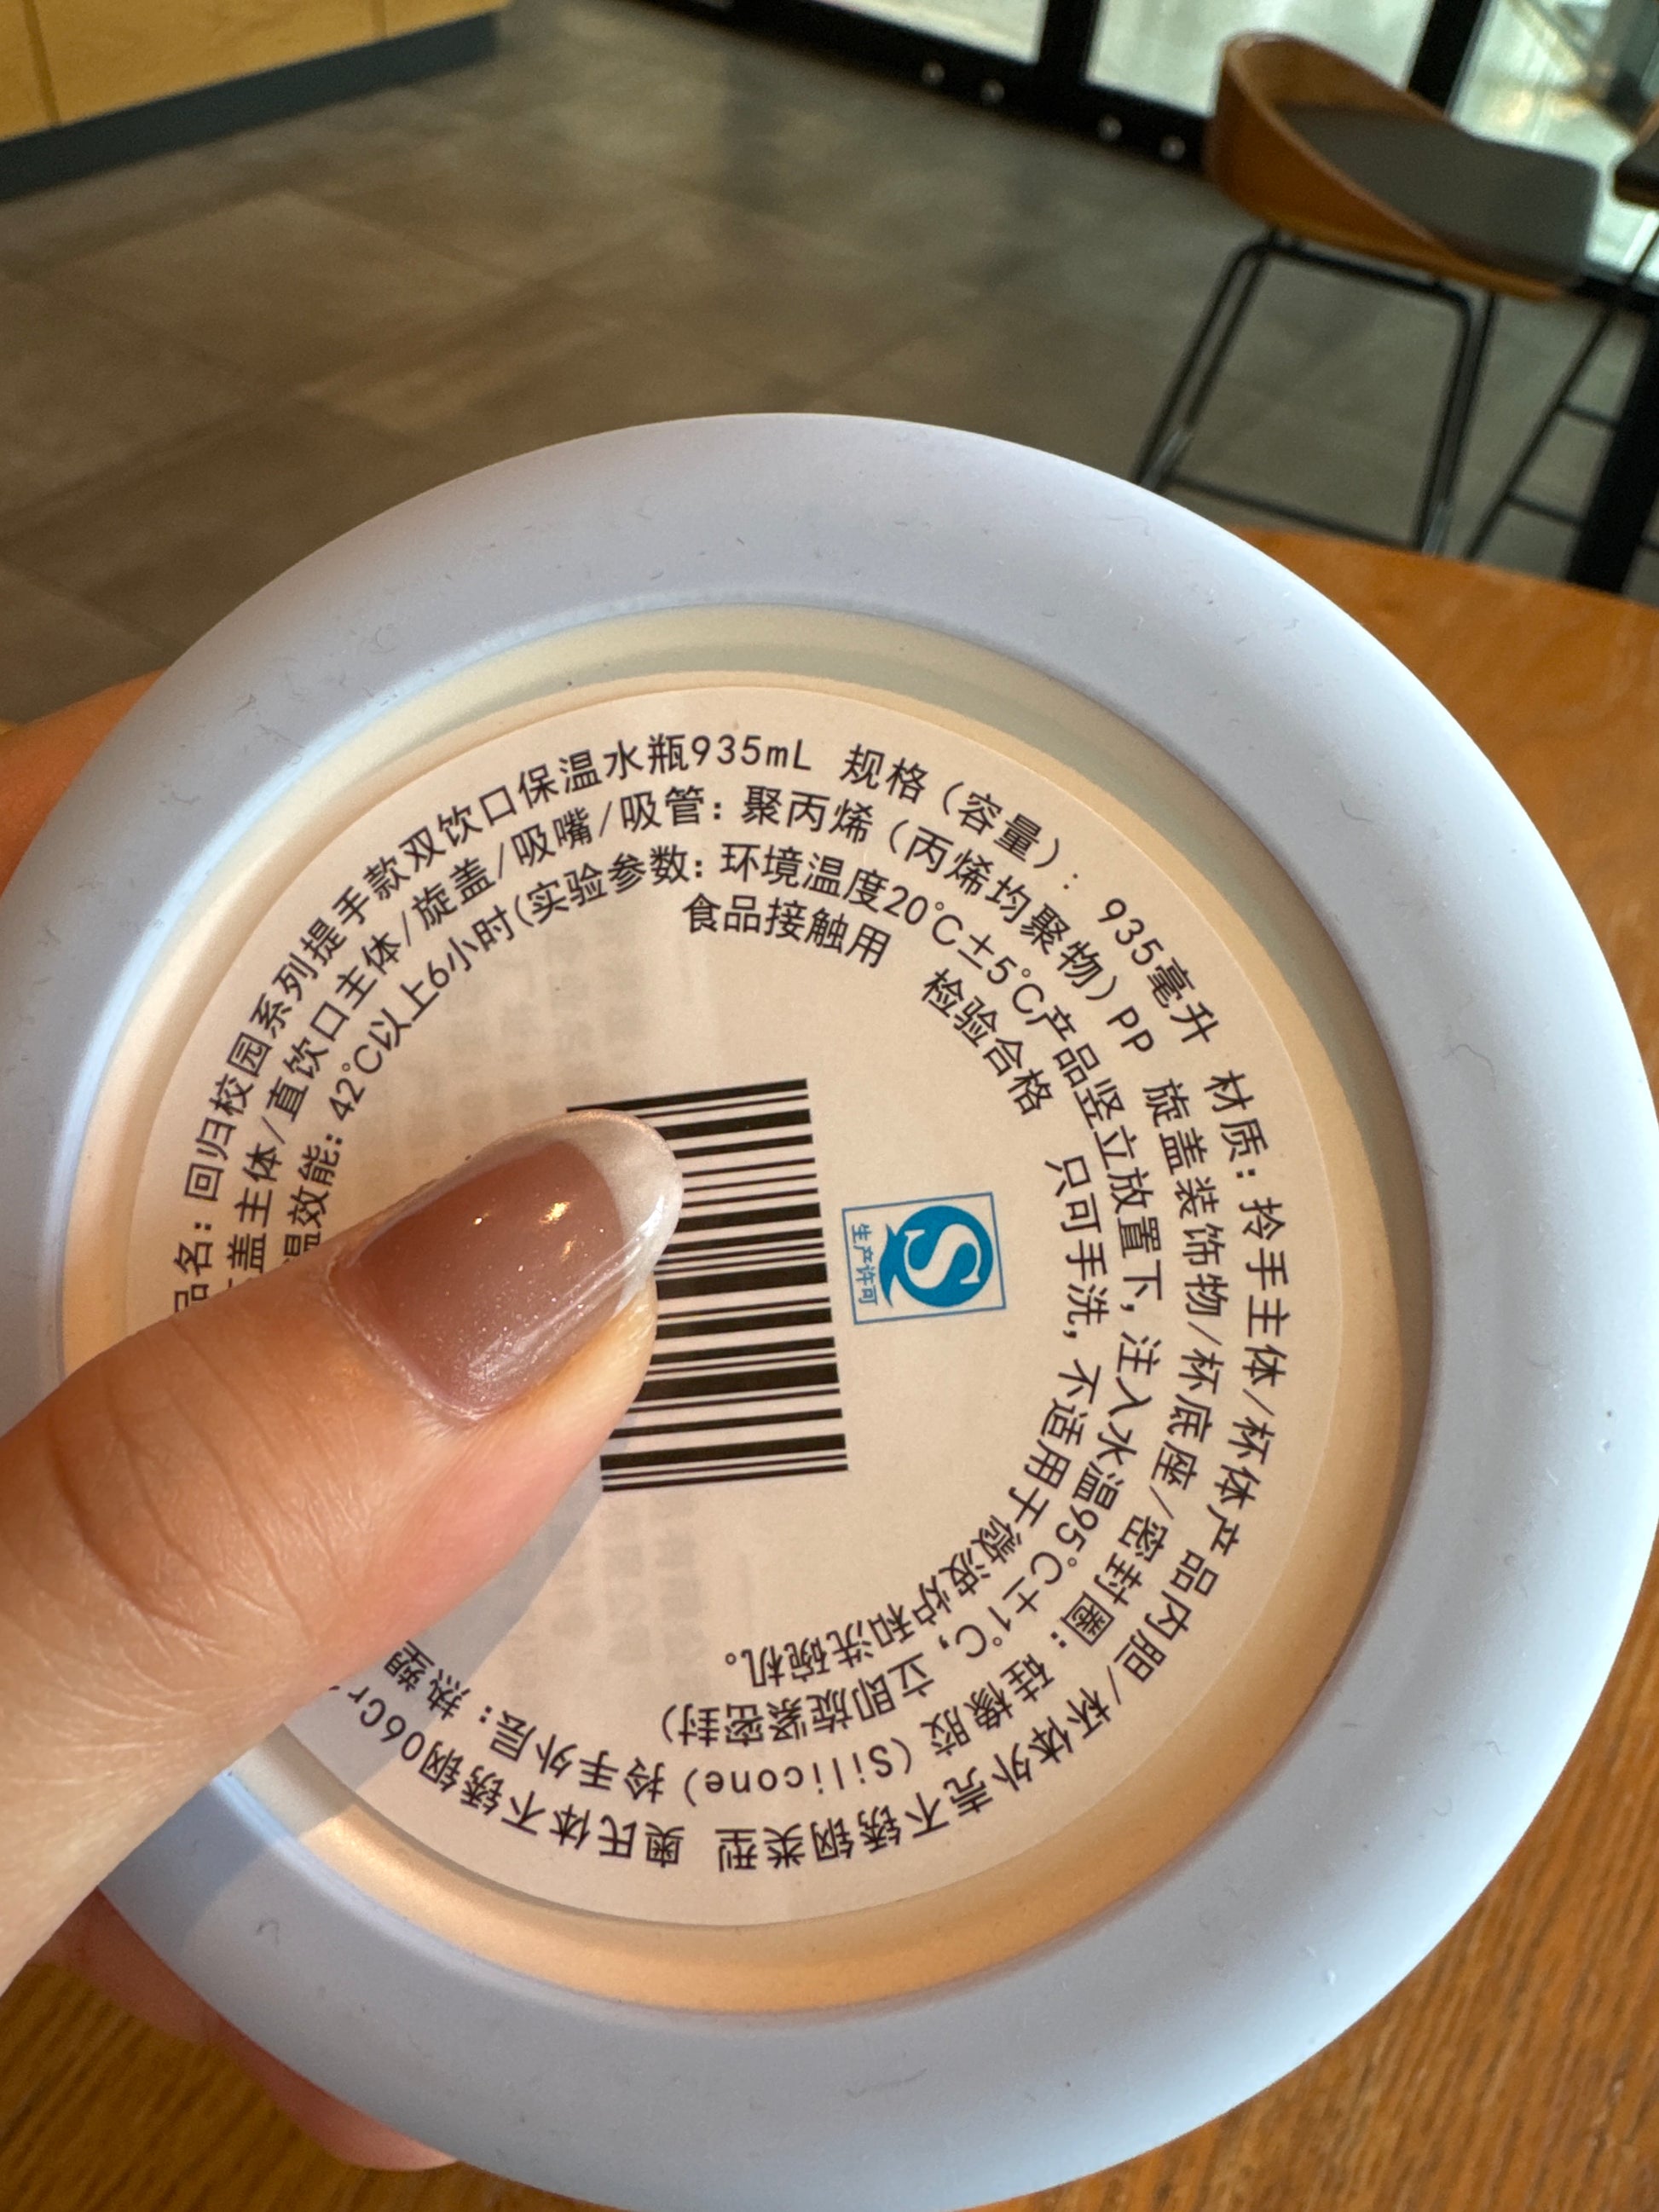 品名：回归校园系列提手款双饮口保温水瓶935mL 规格（容量）：935毫升 材质：拎手主体/杯体产品内胆/杯体外壳不锈钢类型 奥氏体不锈钢06Cr
盖主体/直饮口主体/旋盖/吸嘴/吸管：聚丙烯（丙烯均聚物）PP 旋盖装饰物/杯底座/密封圈：硅橡胶（Silicone）拎手外层：热塑
温效能：42℃以上6小时(实验参数：环境温度20℃±5℃产品竖立放置下，注入水温95℃±1℃，立即旋紧密封)
食品接触用 检验合格 只可手洗，不适用于微波炉和洗碗机。
生产许可